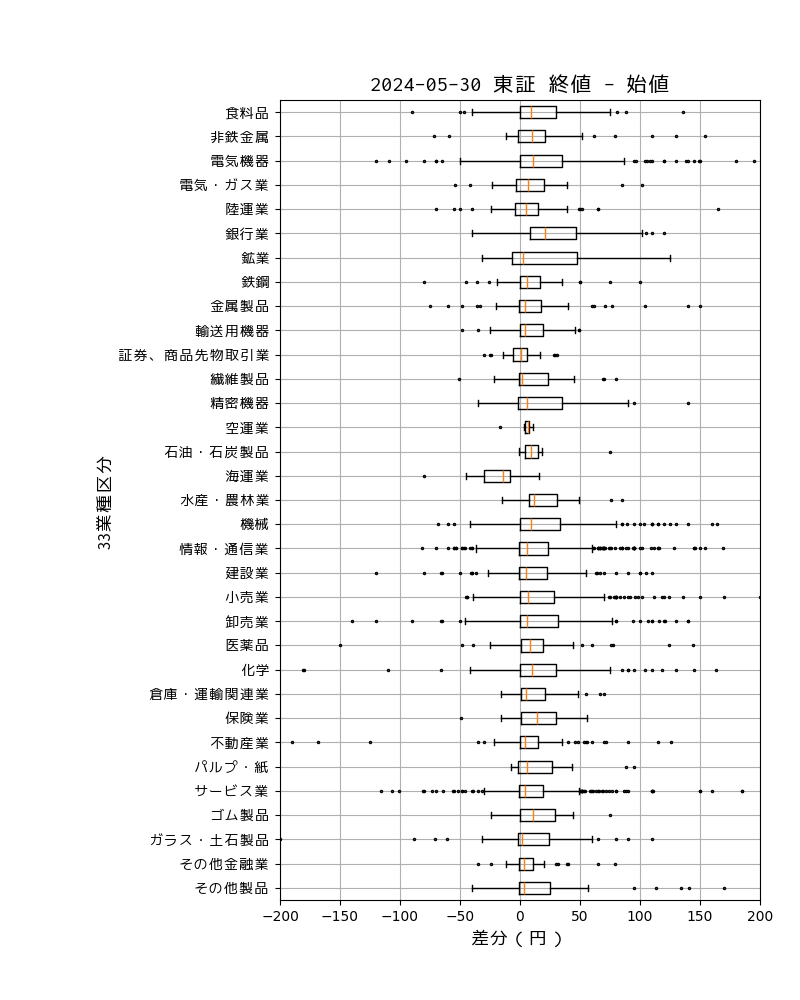 2024-05-30 東証 終値 - 始値
食料品
非鉄金属
電気機器
電気・ガス業
陸運業
銀行業
鉱業
鉄鋼
金属製品
輸送用機器
証券、商品先物取引業
繊維製品
精密機器
空運業
石油・石炭製品
海運業
水産・農林業
機械
情報・通信業
建設業
小売業
卸売業
医薬品
化学
倉庫・運輸関連業
保険業
不動産業
パルプ・紙
サービス業
ゴム製品
ガラス・土石製品
その他金融業
その他製品
33業種区分
−200 −150 −100 −50 0 50 100 150 200
差分（円）